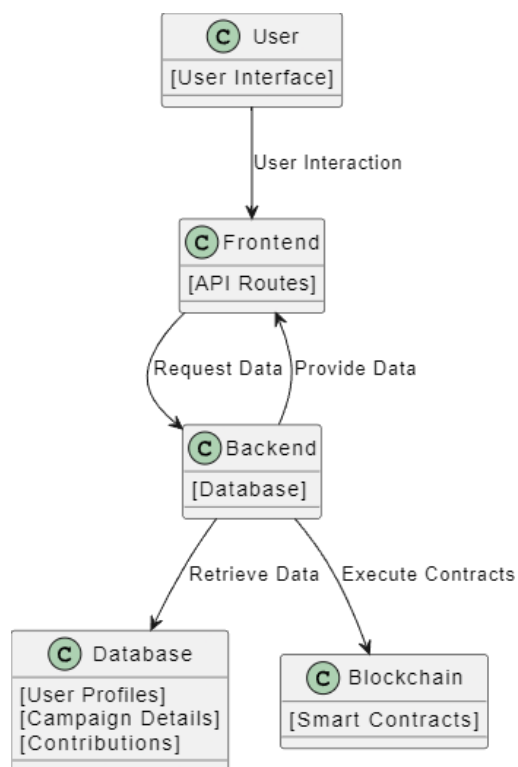 C User
[User Interface]
User Interaction
C Frontend
[API Routes]
Request Data
Provide Data
C Backend
[Database]
Retrieve Data
Execute Contracts
C Database
[User Profiles]
[Campaign Details]
[Contributions]
C Blockchain
[Smart Contracts]